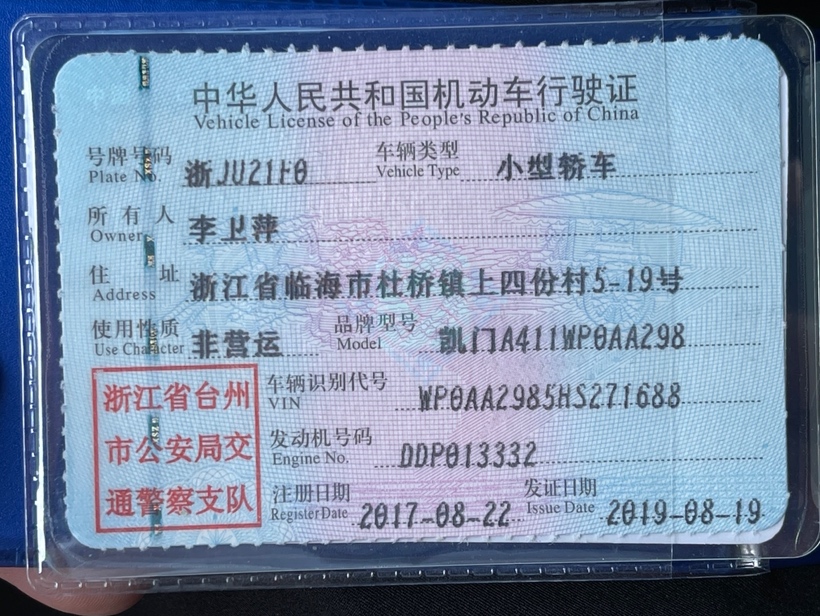 中华人民共和国机动车行驶证
Vehicle License of the People's Republic of China
号牌号码 浙JU21F0 车辆类型 小型轿车
Plate No. Vehicle Type
所有人 李卫萍
Owner
住址 浙江省临海市杜桥镇上四份村5-19号
Address
使用性质 非营运 品牌型号 凯门A411WP0AA298
Use Character Model
车辆识别代号 WP0AA2985HS271688
VIN
发动机号码 DDP013332
Engine No.
注册日期 2017-08-22 发证日期 2019-08-19
Register Date Issue Date
浙江省台州
市公安局交
通警察支队